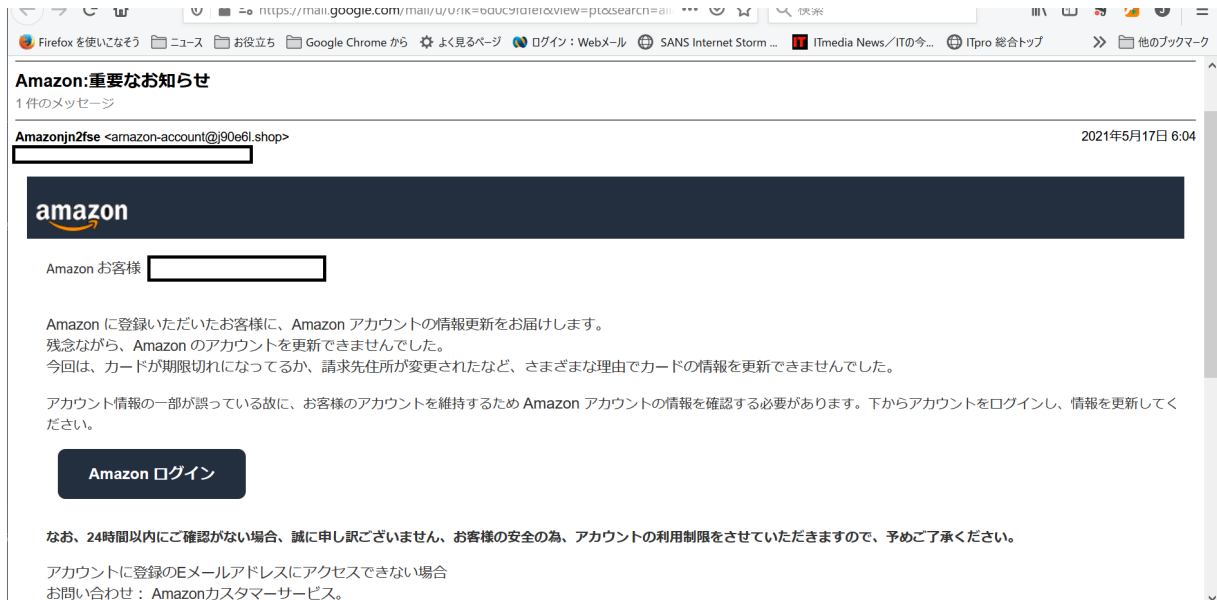 https://mail.google.com/mail/u/0?ik=6d0c9fdfef&view=pt&search=al
検索
Firefox を使いこなそう ニュース お役立ち Google Chrome から よく見るページ ログイン：Webメール SANS Internet Storm ... ITmedia News／ITの今... ITpro 総合トップ 他のブックマーク
Amazon:重要なお知らせ
1 件のメッセージ
Amazonjn2fse <arnazon-account@j90e6l.shop> 2021年5月17日 6:04
amazon
Amazon お客様
Amazon に登録いただいたお客様に、Amazon アカウントの情報更新をお届けします。
残念ながら、Amazon のアカウントを更新できませんでした。
今回は、カードが期限切れになってるか、請求先住所が変更されたなど、さまざまな理由でカードの情報を更新できませんでした。
アカウント情報の一部が誤っている故に、お客様のアカウントを維持するため Amazon アカウントの情報を確認する必要があります。下からアカウントをログインし、情報を更新してく
ださい。
Amazon ログイン
なお、24時間以内にご確認がない場合、誠に申し訳ございません、お客様の安全の為、アカウントの利用制限をさせていただきますので、予めご了承ください。
アカウントに登録のEメールアドレスにアクセスできない場合
お問い合わせ： Amazonカスタマーサービス。